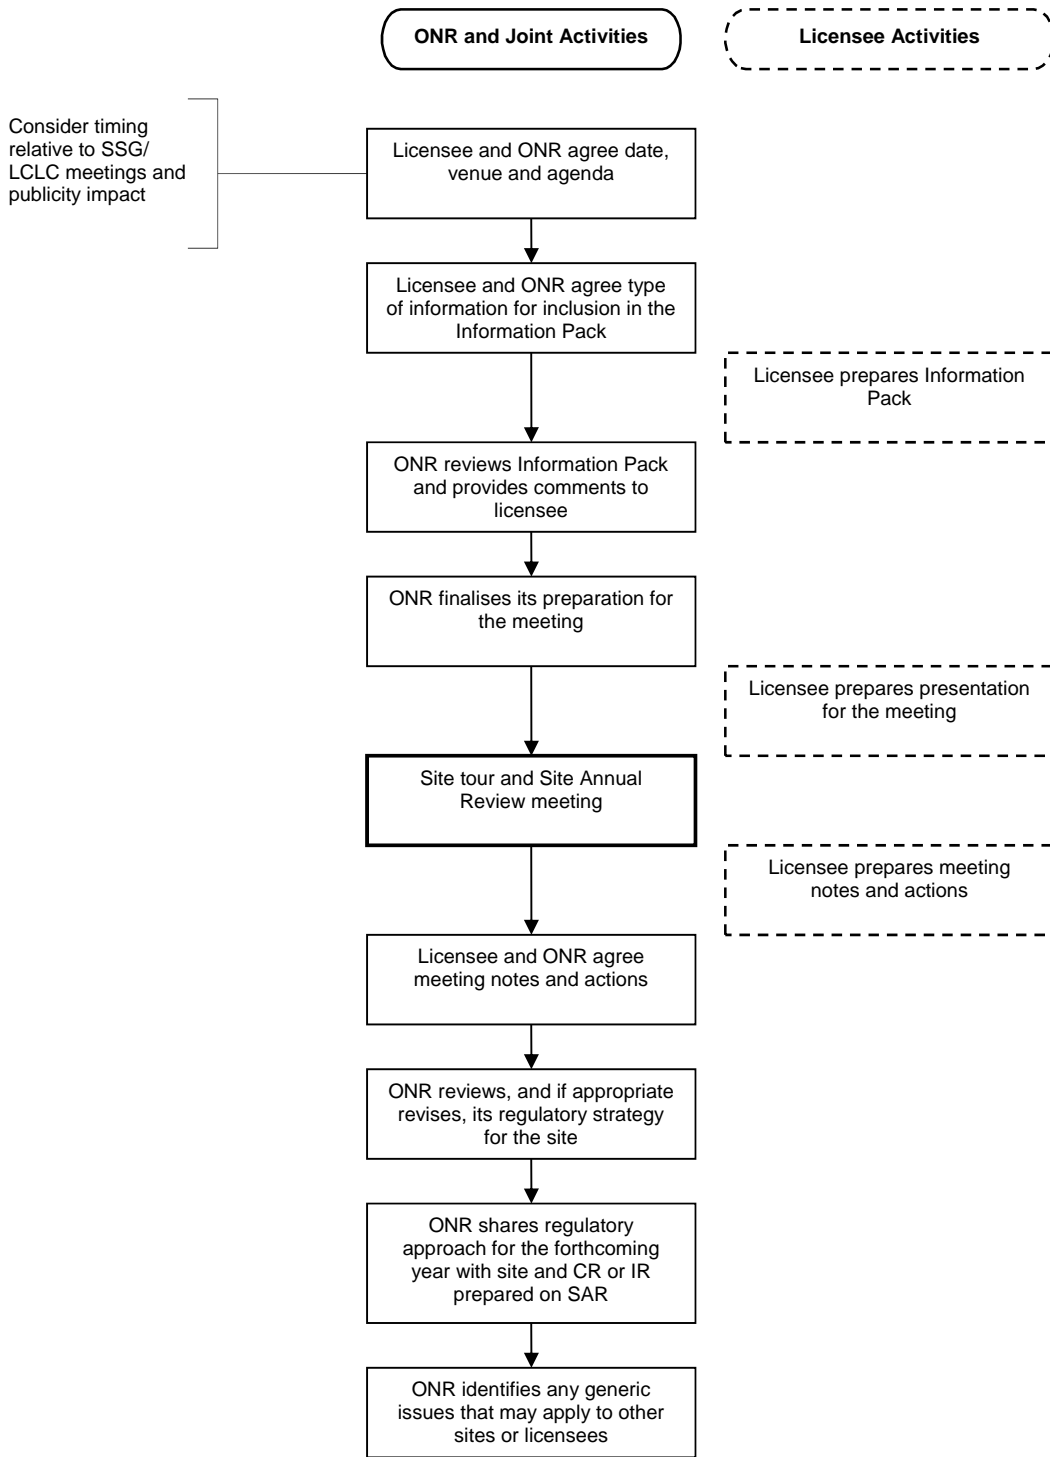 ONR and Joint Activities
Licensee Activities
Consider timing
relative to SSG/
LCLC meetings and
publicity impact
Licensee and ONR agree date,
venue and agenda
Licensee and ONR agree type
of information for inclusion in the
Information Pack
Licensee prepares Information
Pack
ONR reviews Information Pack
and provides comments to
licensee
ONR finalises its preparation for
the meeting
Licensee prepares presentation
for the meeting
Site tour and Site Annual
Review meeting
Licensee prepares meeting
notes and actions
Licensee and ONR agree
meeting notes and actions
ONR reviews, and if appropriate
revises, its regulatory strategy
for the site
ONR shares regulatory
approach for the forthcoming
year with site and CR or IR
prepared on SAR
ONR identifies any generic
issues that may apply to other
sites or licensees